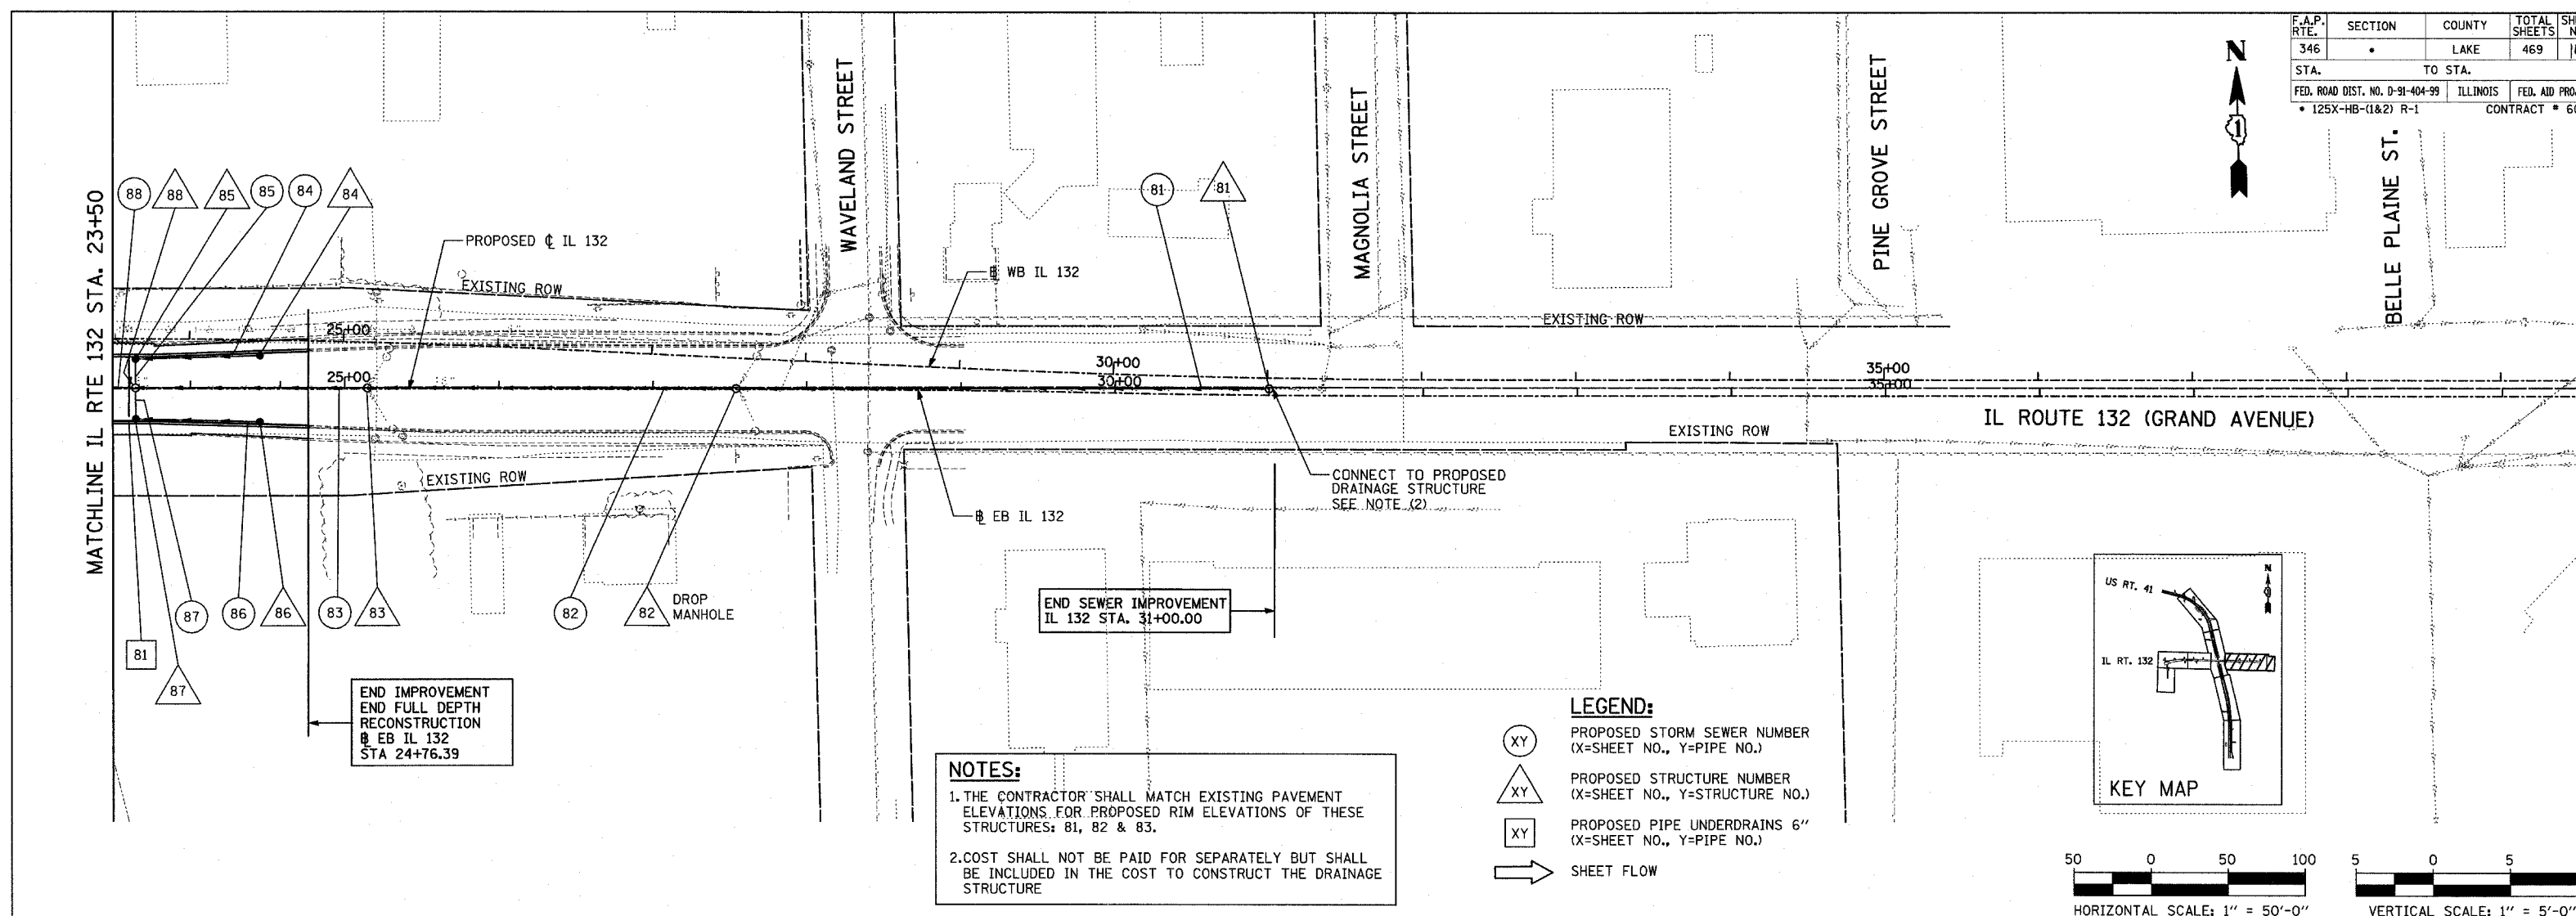 F.A.P. RTE. SECTION COUNTY TOTAL SHEETS
346 • LAKE 469
STA. TO STA.
FED. ROAD DIST. NO. D-91-404-99 ILLINOIS FED. AID
• 125X-HB-(1&2) R-1 CONTRACT #
N
1
WAVELAND STREET
MAGNOLIA STREET
PINE GROVE STREET
BELLE PLAINE ST.
MATCHLINE IL RTE 132 STA. 23+50
88 88 85 85 84 84
81 81
PROPOSED ℄ IL 132
EXISTING ROW
℄ WB IL 132
EXISTING ROW
25+00
25+00
30+00
30+00
35+00
35+00
IL ROUTE 132 (GRAND AVENUE)
EXISTING ROW
EXISTING ROW
CONNECT TO PROPOSED
DRAINAGE STRUCTURE
SEE NOTE (2)
℄ EB IL 132
87 86 86 83 83 82 82
DROP
MANHOLE
81
87
END SEWER IMPROVEMENT
IL 132 STA. 31+00.00
END IMPROVEMENT
END FULL DEPTH
RECONSTRUCTION
℄ EB IL 132
STA 24+76.39
NOTES:
1. THE CONTRACTOR SHALL MATCH EXISTING PAVEMENT
ELEVATIONS FOR PROPOSED RIM ELEVATIONS OF THESE
STRUCTURES: 81, 82 & 83.
2.COST SHALL NOT BE PAID FOR SEPARATELY BUT SHALL
BE INCLUDED IN THE COST TO CONSTRUCT THE DRAINAGE
STRUCTURE
LEGEND:
XY PROPOSED STORM SEWER NUMBER
(X=SHEET NO., Y=PIPE NO.)
XY PROPOSED STRUCTURE NUMBER
(X=SHEET NO., Y=STRUCTURE NO.)
XY PROPOSED PIPE UNDERDRAINS 6"
(X=SHEET NO., Y=PIPE NO.)
SHEET FLOW
US RT. 41
N
IL RT. 132
KEY MAP
50 0 50 100
HORIZONTAL SCALE: 1" = 50'-0"
5 0 5
VERTICAL SCALE: 1" = 5'-0"